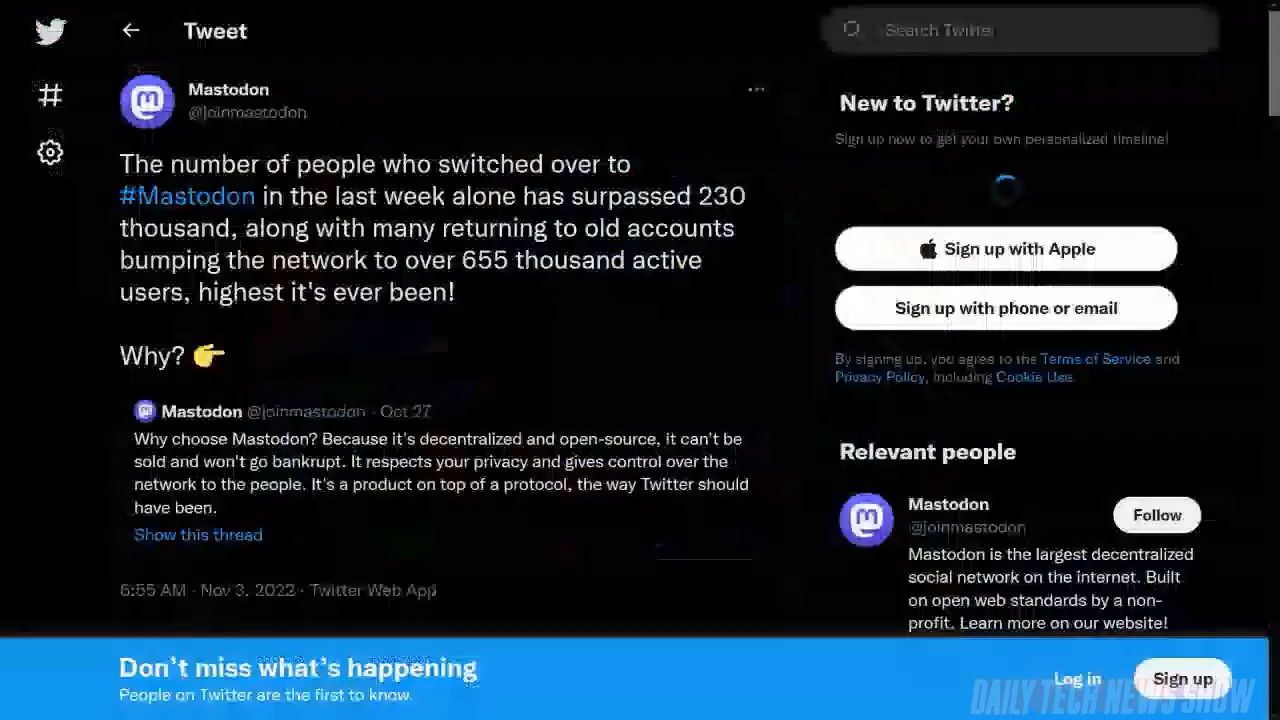 Tweet
Search Twitter
Mastodon
@joinmastodon
The number of people who switched over to
#Mastodon in the last week alone has surpassed 230
thousand, along with many returning to old accounts
bumping the network to over 655 thousand active
users, highest it's ever been!
Why? 👉
Mastodon @joinmastodon · Oct 27
Why choose Mastodon? Because it's decentralized and open-source, it can't be
sold and won't go bankrupt. It respects your privacy and gives control over the
network to the people. It's a product on top of a protocol, the way Twitter should
have been.
Show this thread
6:55 AM · Nov 3, 2022 · Twitter Web App
New to Twitter?
Sign up now to get your own personalized timeline!
Sign up with Apple
Sign up with phone or email
By signing up, you agree to the Terms of Service and
Privacy Policy, including Cookie Use.
Relevant people
Mastodon
@joinmastodon
Follow
Mastodon is the largest decentralized
social network on the internet. Built
on open web standards by a non-
profit. Learn more on our website!
Don't miss what's happening
People on Twitter are the first to know.
Log in
Sign up
DAILY TECH NEWS SHOW